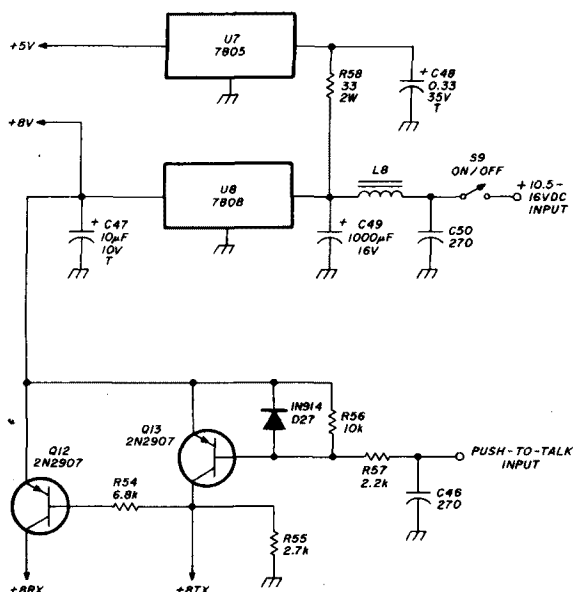 U7
7805
+5V
R58
33
2W
+ C48
0.33
35V
T
+8V
U8
7808
L8
S9
ON/OFF
+10.5-
16VDC
INPUT
+ C47
10µF
10V
T
+ C49
1000µF
16V
C50
270
Q12
2N2907
Q13
2N2907
1N914
D27
R56
10k
R54
6.8k
R57
2.2k
PUSH-TO-TALK
INPUT
C46
270
R55
2.7k
+8RX
+8TX